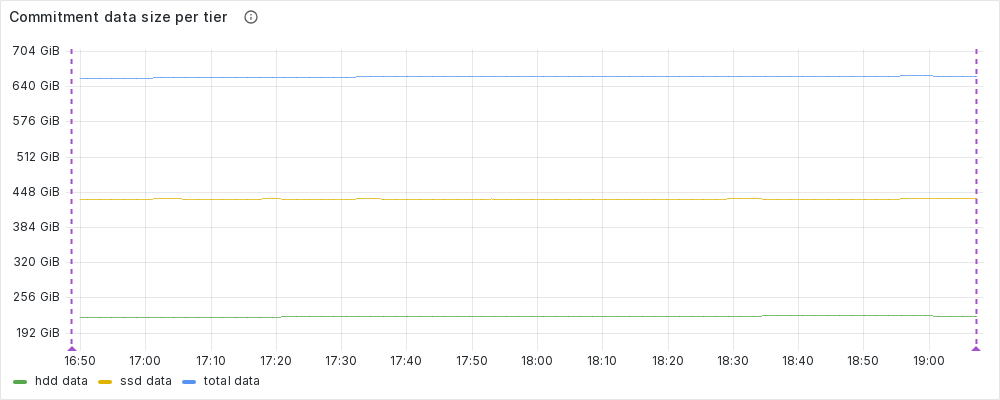 Commitment data size per tier
704 GiB
640 GiB
576 GiB
512 GiB
448 GiB
384 GiB
320 GiB
256 GiB
192 GiB
16:50 17:00 17:10 17:20 17:30 17:40 17:50 18:00 18:10 18:20 18:30 18:40 18:50 19:00
hdd data ssd data total data